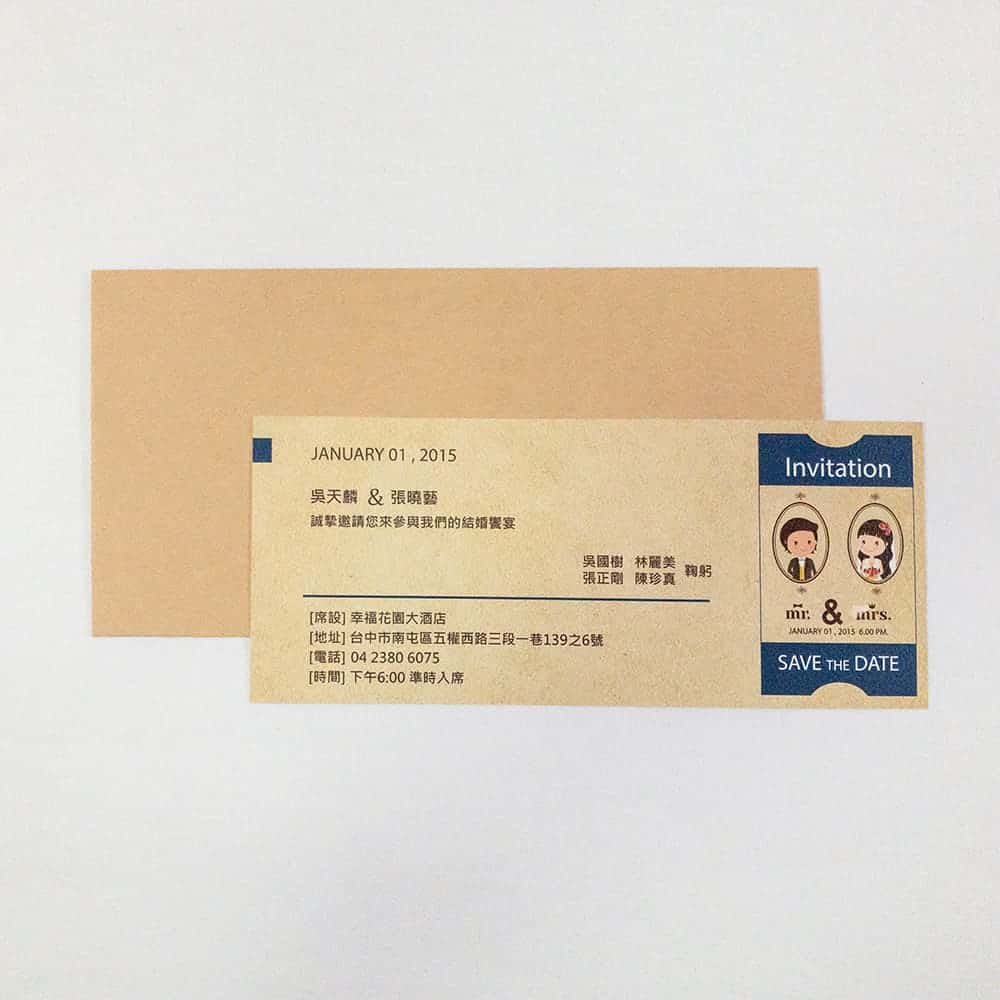 JANUARY 01 , 2015
吳天麟 & 張曉藝
誠摯邀請您來參與我們的結婚饗宴
吳國樹 林麗美
張正剛 陳珍真 鞠躬
[席設] 幸福花園大酒店
[地址] 台中市南屯區五權西路三段一巷139之6號
[電話] 04 2380 6075
[時間] 下午6:00 準時入席
Invitation
mr. & mrs.
JANUARY 01 , 2015 6.00 PM.
SAVE THE DATE